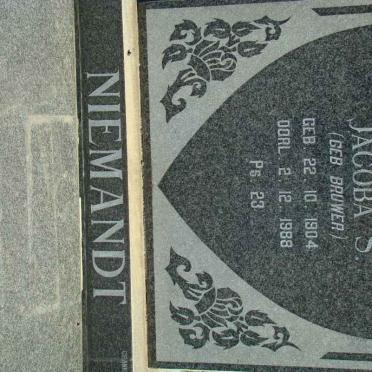 JACOBA S.
(GEB BRUWER)
GEB 22. 10. 1904
OORL 2. 12. 1988
Ps 23
NIEMANDT